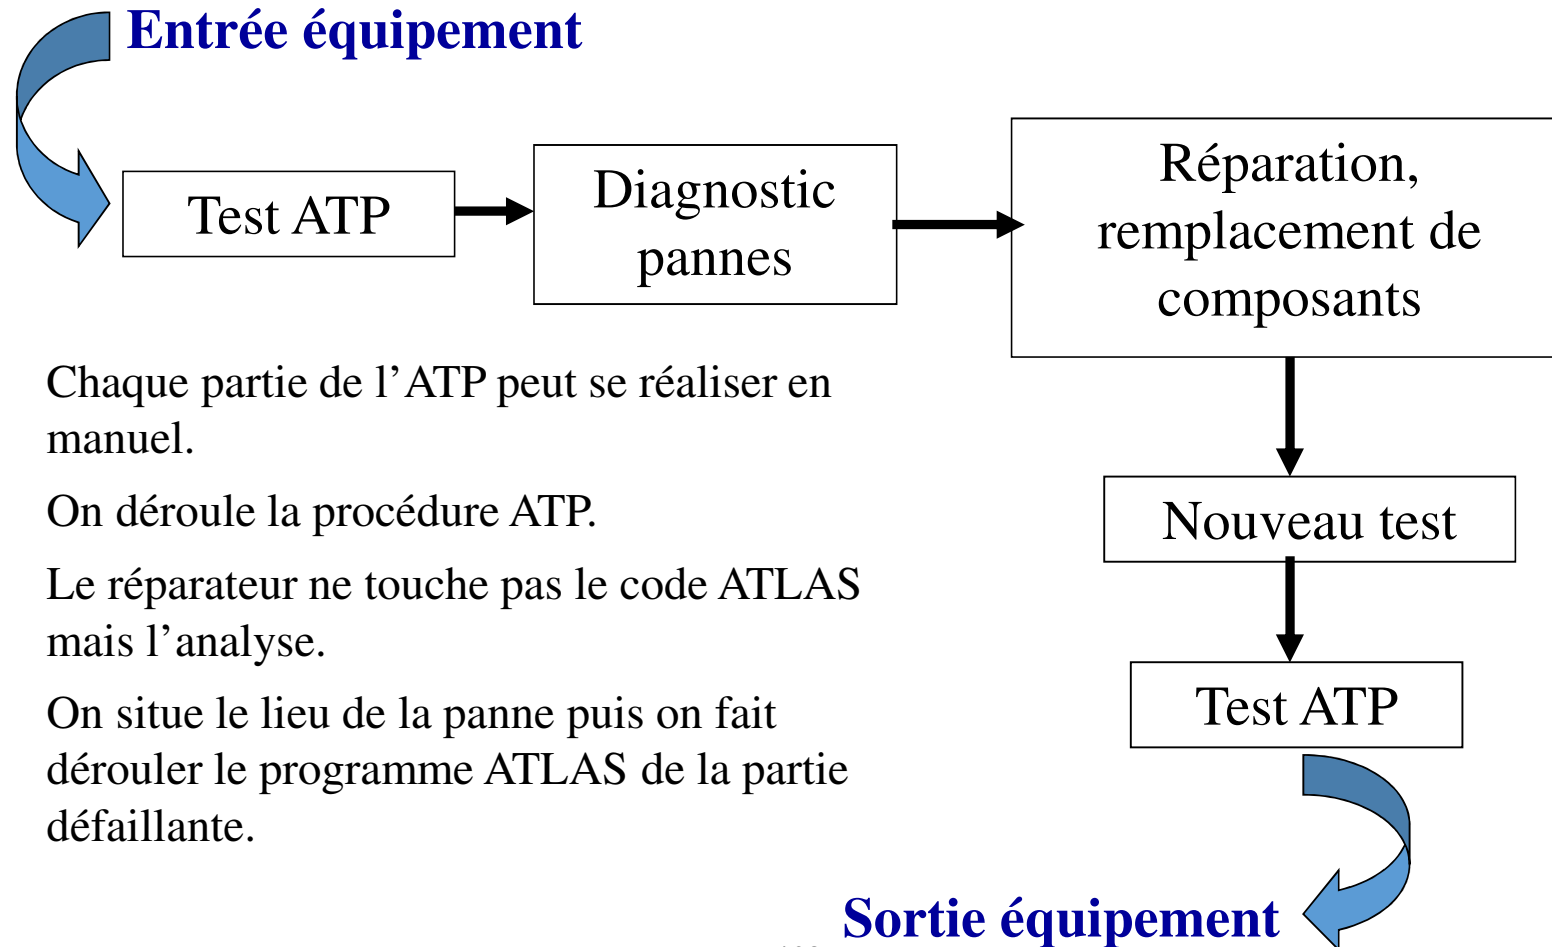 Entrée équipement
Test ATP
Diagnostic
pannes
Réparation,
remplacement de
composants
Chaque partie de l’ATP peut se réaliser en
manuel.
On déroule la procédure ATP.
Le réparateur ne touche pas le code ATLAS
mais l’analyse.
On situe le lieu de la panne puis on fait
dérouler le programme ATLAS de la partie
défaillante.
Nouveau test
Test ATP
Sortie équipement